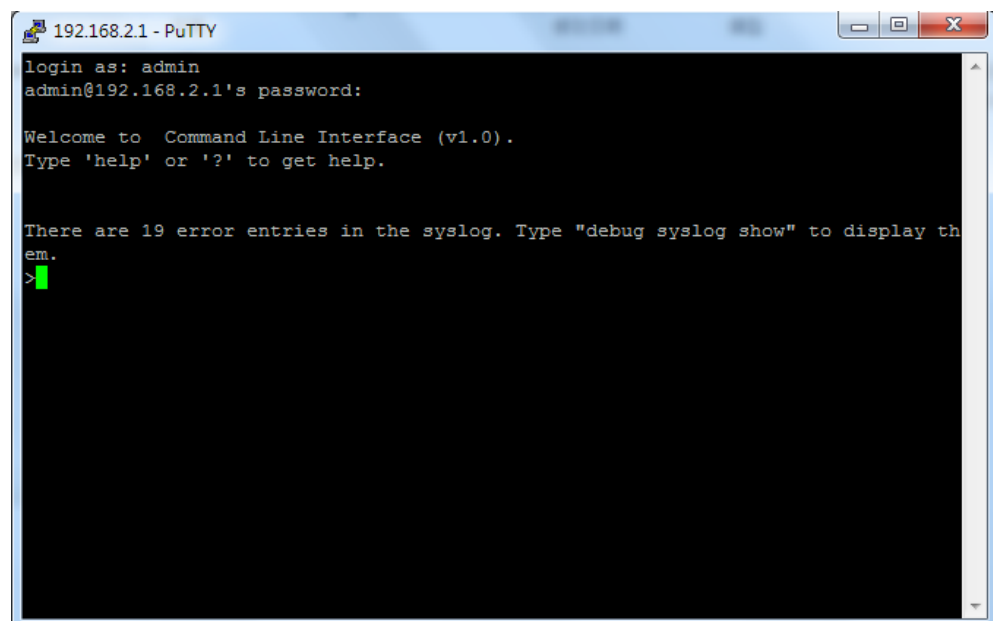 192.168.2.1 - PuTTY
login as: admin
admin@192.168.2.1's password:
Welcome to  Command Line Interface (v1.0).
Type 'help' or '?' to get help.
There are 19 error entries in the syslog. Type "debug syslog show" to display th
em.
>